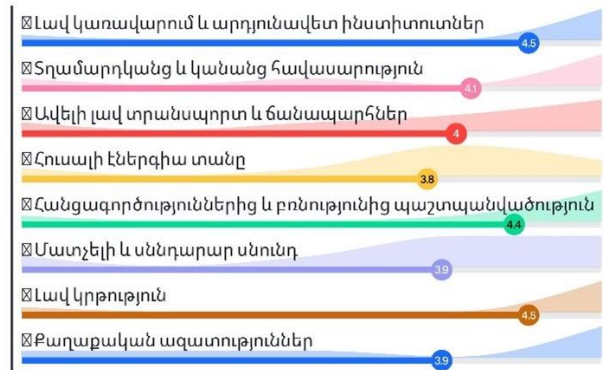 Լավ կառավարում և արդյունավետ ինստիտուտներ
4.5
Տղամարդկանց և կանանց հավասարություն
4.1
Ավելի լավ տրանսպորտ և ճանապարհներ
4
Հուսալի էներգիա տանը
3.8
Հանցագործություններից և բռնությունից պաշտպանվածություն
4.4
Մատչելի և սննդարար սնունդ
3.9
Լավ կրթություն
4.5
Քաղաքական ազատություններ
3.9